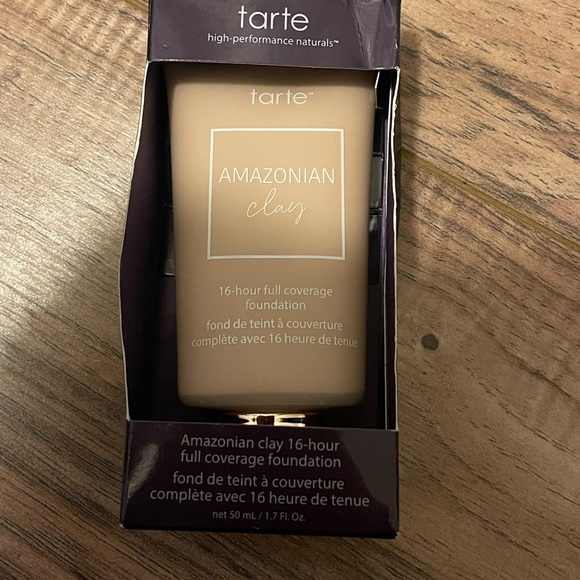 tarte
high-performance naturals™
tarte™
AMAZONIAN
clay
16-hour full coverage
foundation
fond de teint à couverture
complète avec 16 heure de tenue
Amazonian clay 16-hour
full coverage foundation
fond de teint à couverture
complète avec 16 heure de tenue
net 50 mL / 1.7 Fl. Oz.